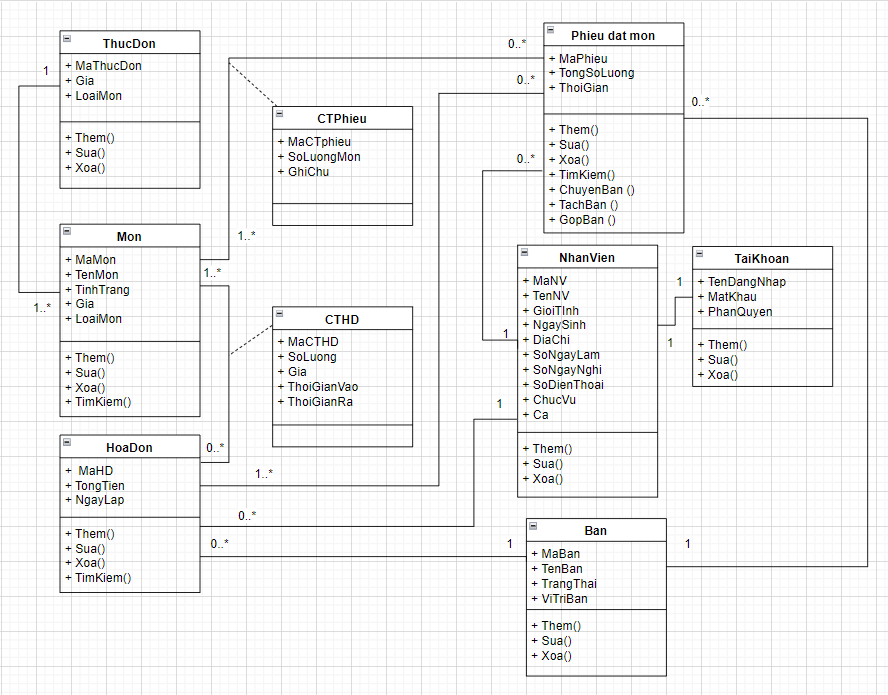 ThucDon
+ MaThucDon
+ Gia
+ LoaiMon
+ Them()
+ Sua()
+ Xoa()
1
1..*
Mon
+ MaMon
+ TenMon
+ TinhTrang
+ Gia
+ LoaiMon
+ Them()
+ Sua()
+ Xoa()
+ TimKiem()
1..*
1..*
HoaDon
+ MaHD
+ TongTien
+ NgayLap
+ Them()
+ Sua()
+ Xoa()
+ TimKiem()
0..*
1..*
0..*
0..*
CTPhieu
+ MaCTphieu
+ SoLuongMon
+ GhiChu
CTHD
+ MaCTHD
+ SoLuong
+ Gia
+ ThoiGianVao
+ ThoiGianRa
Phieu dat mon
+ MaPhieu
+ TongSoLuong
+ ThoiGian
+ Them()
+ Sua()
+ Xoa()
+ TimKiem()
+ ChuyenBan ()
+ TachBan ()
+ GopBan ()
0..*
0..*
0..*
0..*
NhanVien
+ MaNV
+ TenNV
+ GioiTInh
+ NgaySinh
+ DiaChi
+ SoNgayLam
+ SoNgayNghi
+ SoDienThoai
+ ChucVu
+ Ca
+ Them()
+ Sua()
+ Xoa()
1
1
1
1
TaiKhoan
+ TenDangNhap
+ MatKhau
+ PhanQuyen
+ Them()
+ Sua()
+ Xoa()
Ban
+ MaBan
+ TenBan
+ TrangThai
+ ViTriBan
+ Them()
+ Sua()
+ Xoa()
1
1